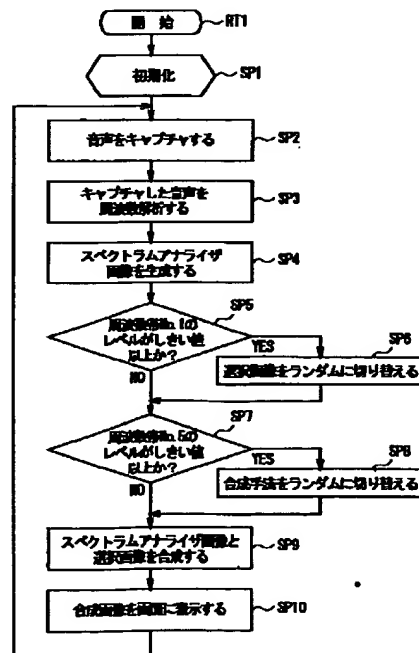 開 始
RT1
初期化
SP1
音声をキャプチャする
SP2
キャプチャした音声を
周波数解析する
SP3
スペクトラムアナライザ
画像を生成する
SP4
周波数帯No.1の
レベルがしきい値
以上か?
SP5
YES
NO
選択画像をランダムに切り替える
SP6
周波数帯No.5の
レベルがしきい値
以上か?
SP7
YES
NO
合成手法をランダムに切り替える
SP8
スペクトラムアナライザ画像と
選択画像を合成する
SP9
合成画像を画面に表示する
SP10